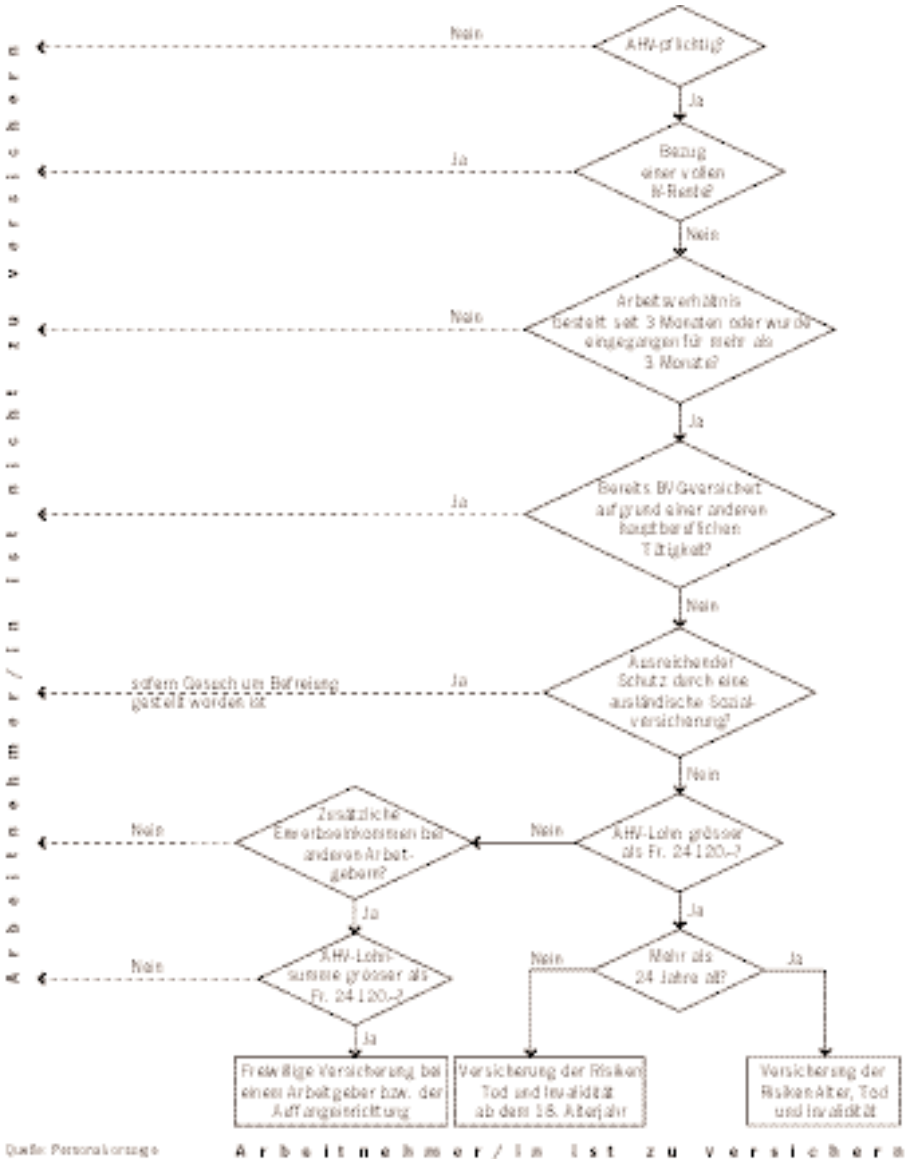 Nein
AHV-pflichtig?
Ja
Ja
Bezug
einer vollen
IV-Rente?
Nein
Nein
Arbeitsverhältnis
besteht seit 3 Monaten oder wurde
eingegangen für mehr als
3 Monate?
Ja
Ja
Bereits BVG-versichert
aufgrund einer anderen
hauptberuflichen
Tätigkeit?
Nein
sofern Gesuch um Befreiung
gestellt worden ist
Ja
Ausreichender
Schutz durch eine
ausländische Sozial-
versicherung?
Nein
Nein
Zusätzliche
Erwerbseinkommen bei
anderen Arbeit-
gebern?
Nein
AHV-Lohn grösser
als Fr. 24 120.–?
Ja
Ja
Nein
AHV-Lohn-
summe grösser als
Fr. 24 120.–?
Nein
Mehr als
24 Jahre alt?
Ja
Ja
Freiwillige Versicherung bei
einem Arbeitgeber bzw. der
Auffangeinrichtung
Versicherung der Risiken
Tod und Invalidität
ab dem 18. Alterjahr
Versicherung der
Risiken Alter, Tod
und Invalidität
Arbeitnehmer/in ist nicht zu versichern
Quelle: Personalvorsorge
Arbeitnehmer/in ist zu versichern